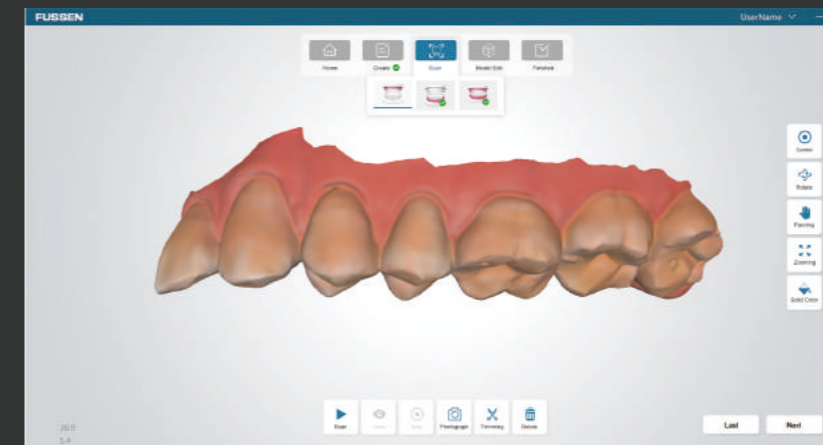 FUSSEN
UserName
Home
Create
Scan
Model Edit
Finished
Center
Rotate
Panning
Zooming
Solid Color
Scan
Stop
Photograph
Trimming
Delete
Last
Next